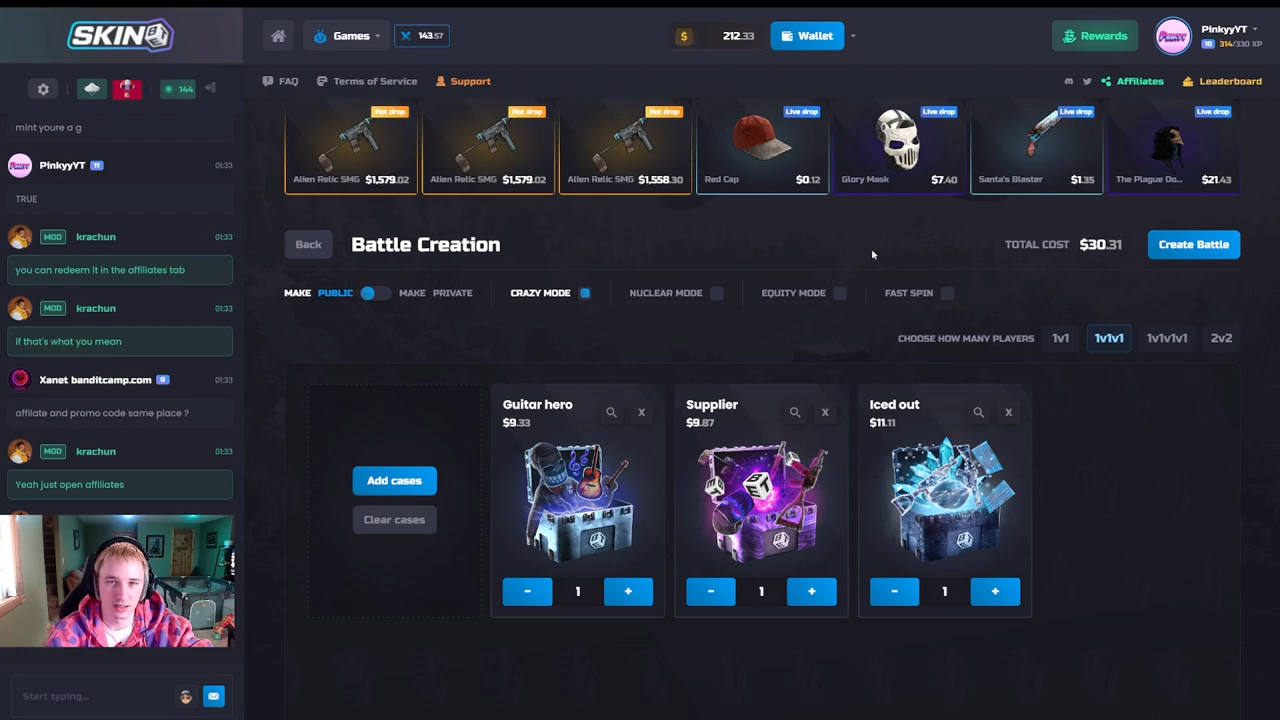 SKIN BET
Games
143.57
$ 212.33
Wallet
Rewards
PinkyyYT
10 314/330 XP
144
FAQ
Terms of Service
Support
Affiliates
Leaderboard
mint youre a g
PinkyyYT 11 01:33
TRUE
MOD krachun 01:33
you can redeem it in the affiliates tab
MOD krachun 01:33
if that's what you mean
Xanet banditcamp.com 0 01:33
affilate and promo code same place ?
MOD krachun 01:33
Yeah just open affiliates
Start typing...
Hot drop
Alien Relic SMG $1,579.02
Hot drop
Alien Relic SMG $1,579.02
Hot drop
Alien Relic SMG $1,558.30
Live drop
Red Cap $0.12
Live drop
Glory Mask $7.40
Live drop
Santa's Blaster $1.35
Live drop
The Plague Do... $21.43
Back
Battle Creation
TOTAL COST $30.31
Create Battle
MAKE PUBLIC MAKE PRIVATE
CRAZY MODE
NUCLEAR MODE
EQUITY MODE
FAST SPIN
CHOOSE HOW MANY PLAYERS
1v1
1v1v1
1v1v1v1
2v2
Add cases
Clear cases
Guitar hero
$9.33
X
- 1 +
Supplier
$9.87
X
- 1 +
Iced out
$11.11
X
- 1 +